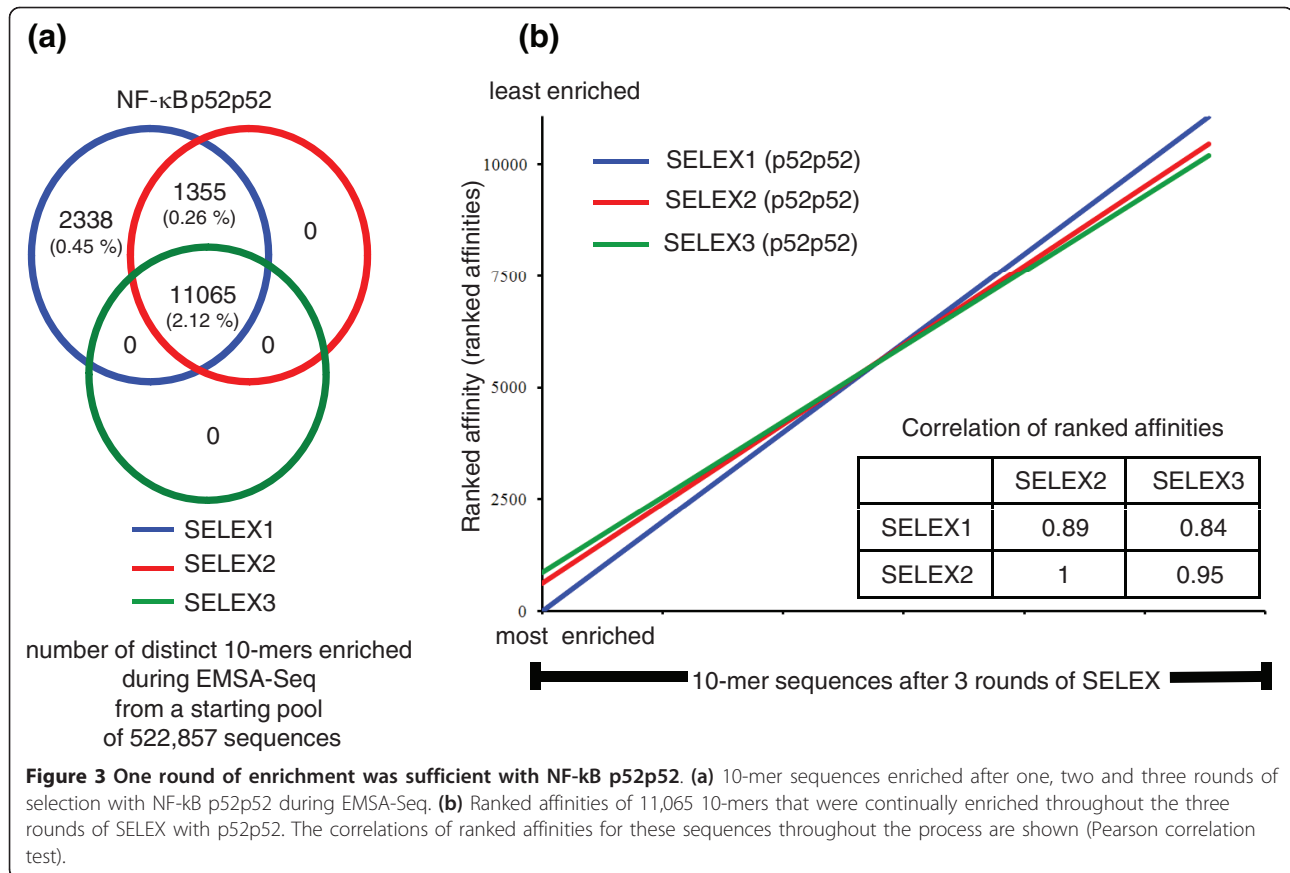 (a)
NF-κBp52p52
2338
(0.45 %)
1355
(0.26 %)
0
11065
(2.12 %)
0
0
0
SELEX1
SELEX2
SELEX3
number of distinct 10-mers enriched
during EMSA-Seq
from a starting pool
of 522,857 sequences
(b)
least enriched
Ranked affinity (ranked affinities)
10000
7500
5000
2500
0
SELEX1 (p52p52)
SELEX2 (p52p52)
SELEX3 (p52p52)
Correlation of ranked affinities
SELEX2 SELEX3
SELEX1 0.89 0.84
SELEX2 1 0.95
most enriched
10-mer sequences after 3 rounds of SELEX
Figure 3 One round of enrichment was sufficient with NF-kB p52p52. (a) 10-mer sequences enriched after one, two and three rounds of
selection with NF-kB p52p52 during EMSA-Seq. (b) Ranked affinities of 11,065 10-mers that were continually enriched throughout the three
rounds of SELEX with p52p52. The correlations of ranked affinities for these sequences throughout the process are shown (Pearson correlation
test).